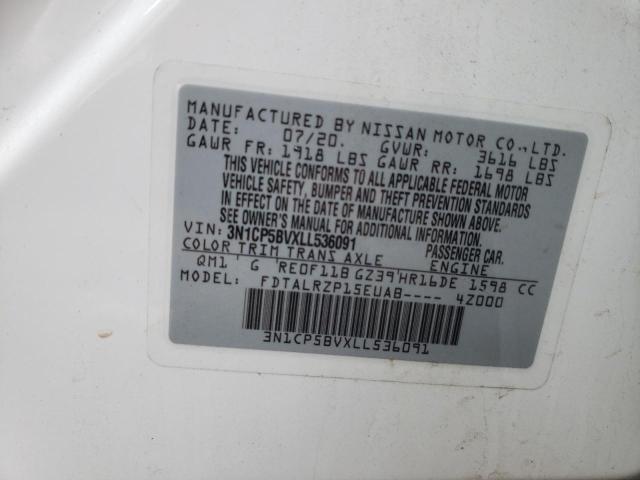 MANUFACTURED BY NISSAN MOTOR CO.,LTD.
DATE: 07/20. GVWR: 3616 LBS
GAWR FR: 1918 LBS GAWR RR: 1698 LBS
THIS VEHICLE CONFORMS TO ALL APPLICABLE FEDERAL MOTOR
VEHICLE SAFETY, BUMPER AND THEFT PREVENTION STANDARDS
IN EFFECT ON THE DATE OF MANUFACTURE SHOWN ABOVE.
SEE OWNER'S MANUAL FOR ADDITIONAL INFORMATION.
VIN: 3N1CP5BVXLL536091 PASSENGER CAR.
COLOR TRIM TRANS AXLE ENGINE
QM1 ' G ' RE0F11B GZ39'HR16DE 1598 CC
MODEL: FDTALRZP15EUAB---- 4Z000
3N1CP5BVXLL536091